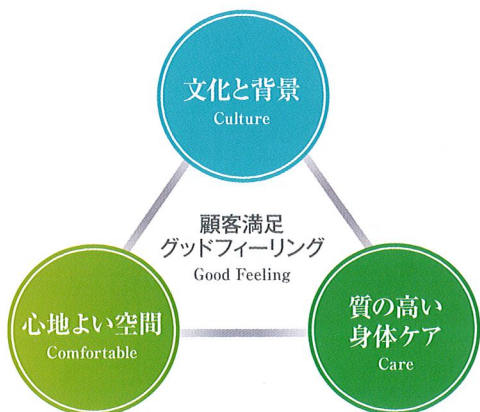 文化と背景
Culture
顧客満足
グッドフィーリング
Good Feeling
心地よい空間
Comfortable
質の高い
身体ケア
Care